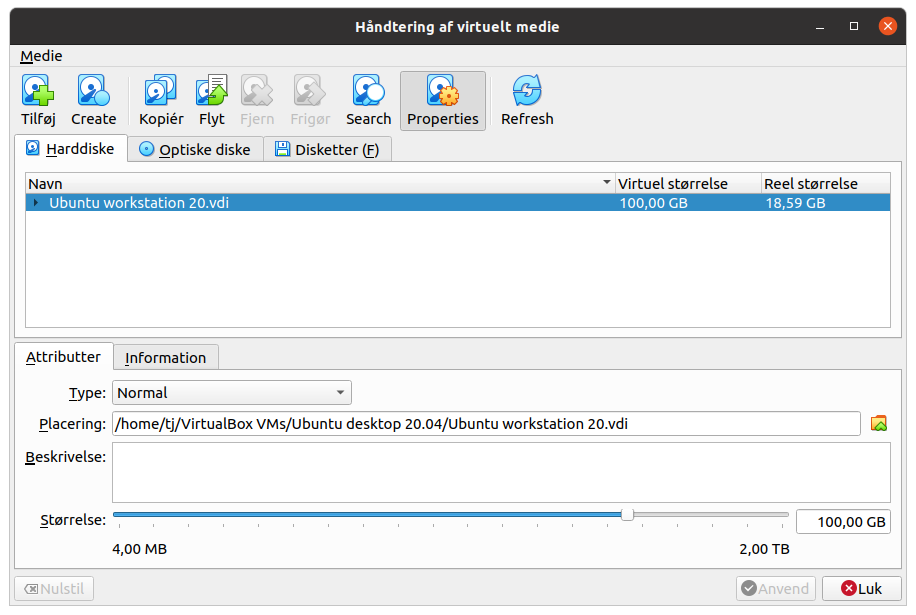 Håndtering af virtuelt medie
Medie
Tilføj Create Kopiér Flyt Fjern Frigør Search Properties Refresh
Harddiske Optiske diske Disketter (F)
Navn Virtuel størrelse Reel størrelse
Ubuntu workstation 20.vdi 100,00 GB 18,59 GB
Attributter Information
Type: Normal
Placering: /home/tj/VirtualBox VMs/Ubuntu desktop 20.04/Ubuntu workstation 20.vdi
Beskrivelse:
Størrelse: 100,00 GB
4,00 MB 2,00 TB
Nulstil Anvend Luk